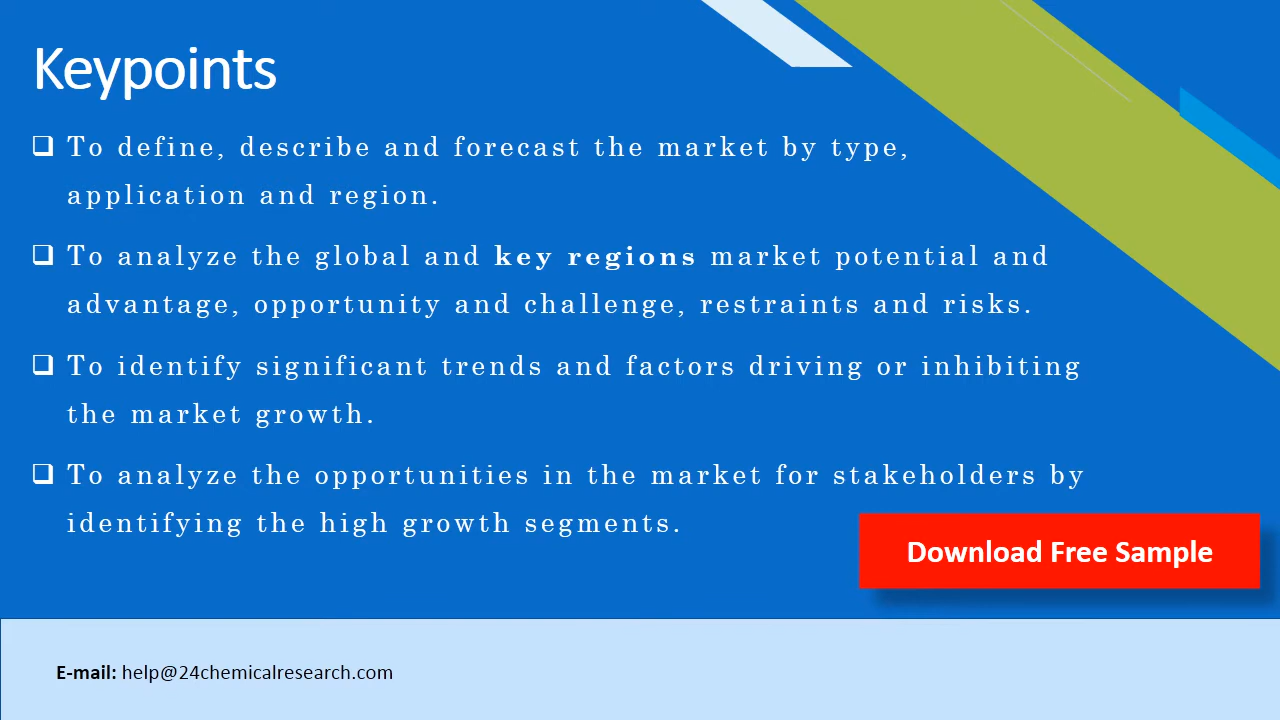 Keypoints
❑ To define, describe and forecast the market by type,
application and region.
❑ To analyze the global and key regions market potential and
advantage, opportunity and challenge, restraints and risks.
❑ To identify significant trends and factors driving or inhibiting
the market growth.
❑ To analyze the opportunities in the market for stakeholders by
identifying the high growth segments.
Download Free Sample
E-mail: help@24chemicalresearch.com